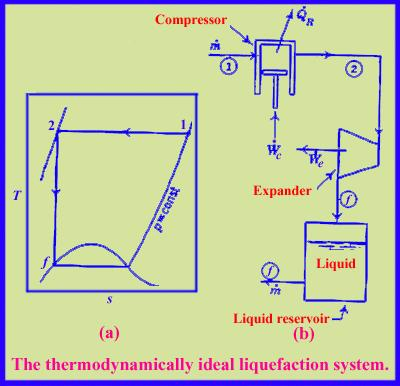 Compressor
Q̇R
ṁ
1
2
Ẇc
Ẇe
Expander
f
Liquid
f
ṁ
Liquid reservoir
2
1
T
p=const
f
s
(a)
(b)
The thermodynamically ideal liquefaction system.